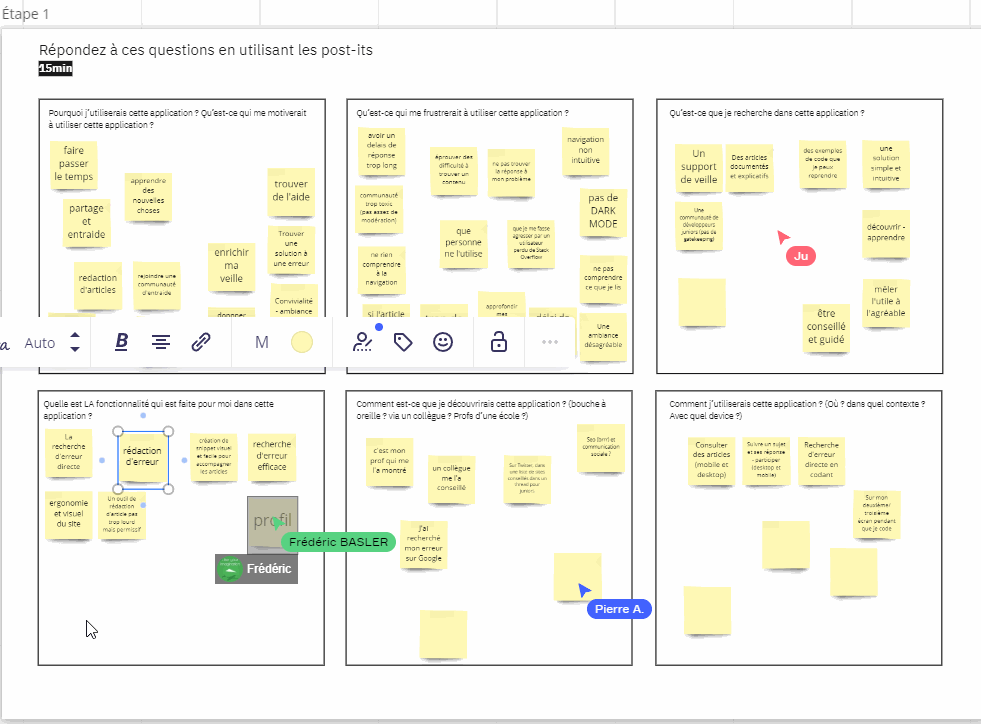 Étape 1
Répondez à ces questions en utilisant les post-its
15min
Pourquoi j'utiliserais cette application ? Qu'est-ce qui me motiverait
à utiliser cette application ?
faire
passer
le temps
apprendre
des
nouvelles
choses
trouver
de l'aide
partage
et
entraide
Trouver
une
solution à
une erreur
enrichir
ma
veille
redaction
d'articles
rejoindre une
communauté
d'entraide
Convivialité
- ambiance
donner
Qu'est-ce qui me frustrerait à utiliser cette application ?
avoir un
delais de
réponse
trop long
éprouver des
difficulté à
trouver un
contenu
ne pas trouver
la réponse à
mon problème
navigation
non
intuitive
communauté
trop toxic
(pas assez de
modération)
pas de
DARK
MODE
que
personne
ne l'utilise
que je me fasse
agresser par un
utilisateur
perdu de Stack
Overflow
ne rien
comprendre
à la
navigation
ne pas
comprendre
ce que je lis
si l'article
approfondir
mes
Une
ambiance
désagréable
Qu'est-ce que je recherche dans cette application ?
Un
support
de veille
Des articles
documentés
et explicatifs
des exemples
de code que
je peux
reprendre
une
solution
simple et
intuitive
Une
communauté de
développeurs
juniors (pas de
gatekeeping)
découvrir -
apprendre
Ju
mêler
l'utile à
l'agréable
être
conseillé
et guidé
Auto
B
M
Quelle est LA fonctionnalité qui est faite pour moi dans cette
application ?
La
recherche
d'erreur
directe
rédaction
d'erreur
création de
snippet visuel
et facile pour
accompagner
les articles
recherche
d'erreur
efficace
ergonomie
et visuel
du site
Un outil de
rédaction
d'article pas
trop lourd
mais permissif
profil
Frédéric BASLER
Frédéric
Comment est-ce que je découvrirais cette application ? (bouche à
oreille ? via un collègue ? Profs d'une école ?)
c'est mon
prof qui me
l'a montré
un collègue
me l'a
conseillé
Sur Twitter, dans
une liste de sites
conseillés dans un
thread pour
juniors
Seo (brrr) et
communication
sociale ?
J'ai
recherché
mon erreur
sur Google
Pierre A.
Comment j'utiliserais cette application ? (Où ? dans quel contexte ?
Avec quel device ?)
Consulter
des articles
(mobile et
desktop)
Suivre un sujet
et ses réponse
- participer
(desktop et
mobile)
Recherche
d'erreur
directe en
codant
Sur mon
deuxième/
troisième
écran pendant
que je code